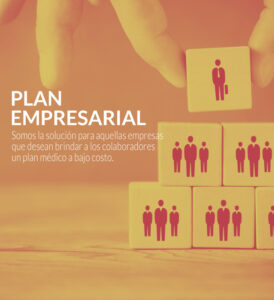 PLAN
EMPRESARIAL
Somos la solución para aquellas empresas
que desean brindar a los colaboradores
un plan médico a bajo costo.